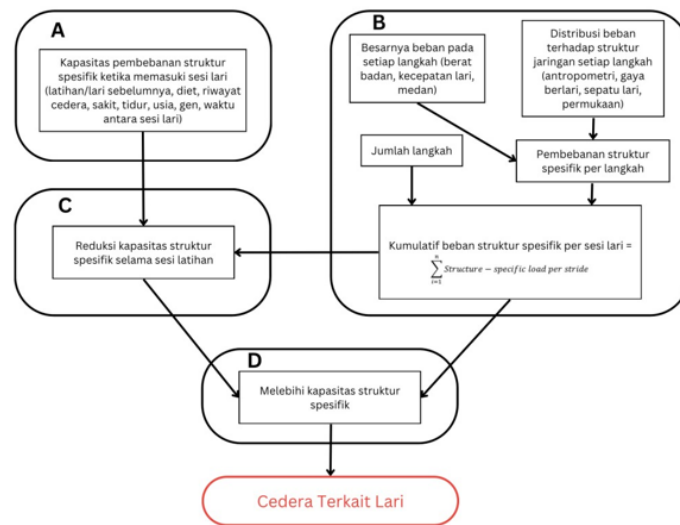 A
Kapasitas pembebanan struktur
spesifik ketika memasuki sesi lari
(latihan/lari sebelumnya, diet, riwayat
cedera, sakit, tidur, usia, gen, waktu
antara sesi lari)
B
Besarnya beban pada
setiap langkah (berat
badan, kecepatan lari,
medan)
Distribusi beban
terhadap struktur
jaringan setiap langkah
(antropometri, gaya
berlari, sepatu lari,
permukaan)
Jumlah langkah
Pembebanan struktur
spesifik per langkah
Kumulatif beban struktur spesifik per sesi lari =
n
∑ Structure − specific load per stride
i=1
C
Reduksi kapasitas struktur
spesifik selama sesi latihan
D
Melebihi kapasitas struktur
spesifik
Cedera Terkait Lari